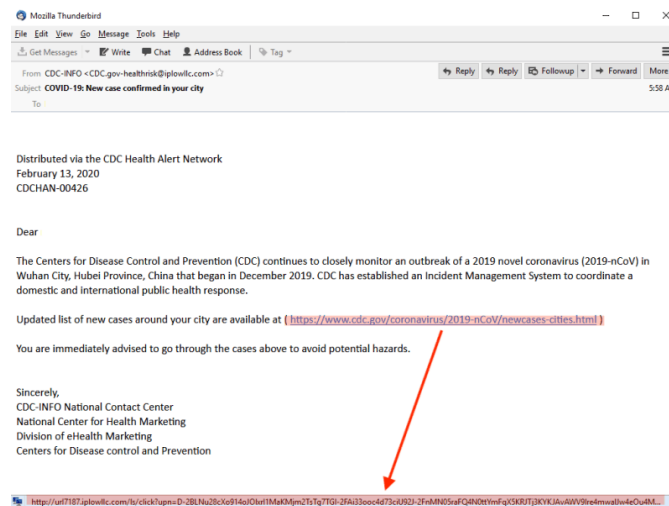 Mozilla Thunderbird
File Edit View Go Message Tools Help
Get Messages Write Chat Address Book Tag
From CDC-INFO <CDC.gov-healthrisk@iplowllc.com> Reply Reply Followup Forward More
Subject COVID-19: New case confirmed in your city 5:58 A
To
Distributed via the CDC Health Alert Network
February 13, 2020
CDCHAN-00426
Dear
The Centers for Disease Control and Prevention (CDC) continues to closely monitor an outbreak of a 2019 novel coronavirus (2019-nCoV) in
Wuhan City, Hubei Province, China that began in December 2019. CDC has established an Incident Management System to coordinate a
domestic and international public health response.
Updated list of new cases around your city are available at ( https://www.cdc.gov/coronavirus/2019-nCoV/newcases-cities.html )
You are immediately advised to go through the cases above to avoid potential hazards.
Sincerely,
CDC-INFO National Contact Center
National Center for Health Marketing
Division of eHealth Marketing
Centers for Disease control and Prevention